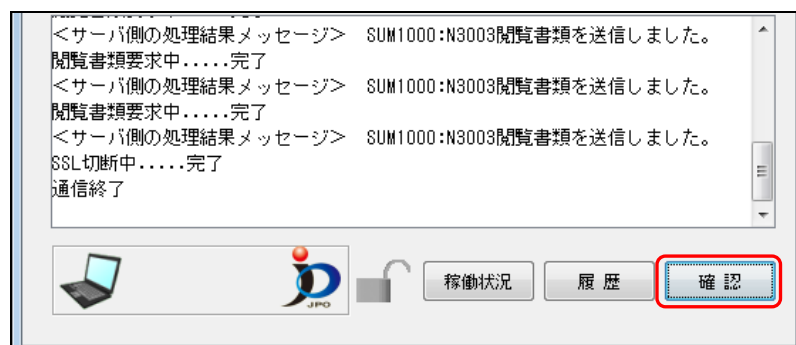 ＜サーバ側の処理結果メッセージ＞　SUM1000:N3003閲覧書類を送信しました。
閲覧書類要求中.....完了
＜サーバ側の処理結果メッセージ＞　SUM1000:N3003閲覧書類を送信しました。
閲覧書類要求中.....完了
＜サーバ側の処理結果メッセージ＞　SUM1000:N3003閲覧書類を送信しました。
SSL切断中.....完了
通信終了
JPO
稼働状況
履 歴
確 認